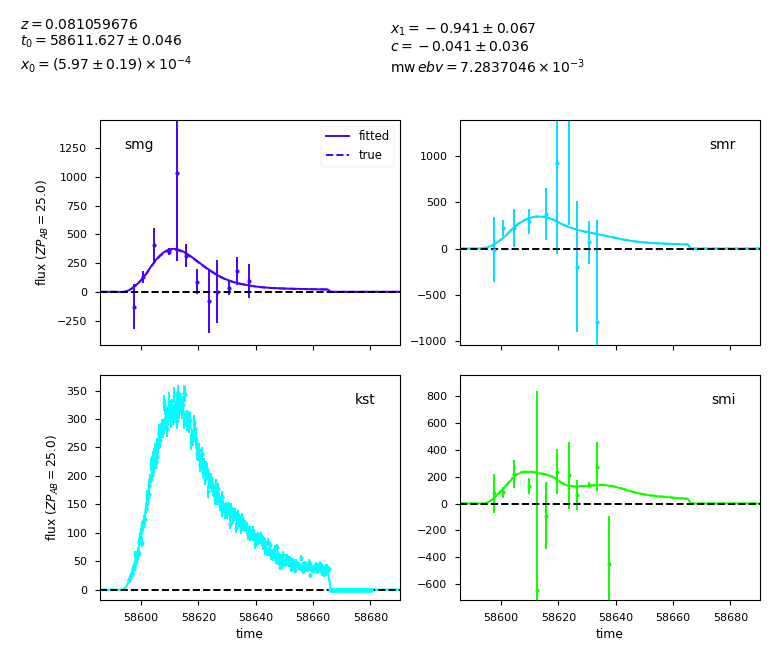 z = 0.081059676
t₀ = 58611.627 ± 0.046
x₀ = (5.97 ± 0.19) × 10⁻⁴
x₁ = −0.941 ± 0.067
c = −0.041 ± 0.036
mw ebv = 7.2837046 × 10⁻³
smg
fitted
true
1250
1000
750
500
250
0
−250
flux (ZP_AB = 25.0)
smr
1000
500
0
−500
−1000
kst
350
300
250
200
150
100
50
0
flux (ZP_AB = 25.0)
58600 58620 58640 58660 58680
time
smi
800
600
400
200
0
−200
−400
−600
58600 58620 58640 58660 58680
time